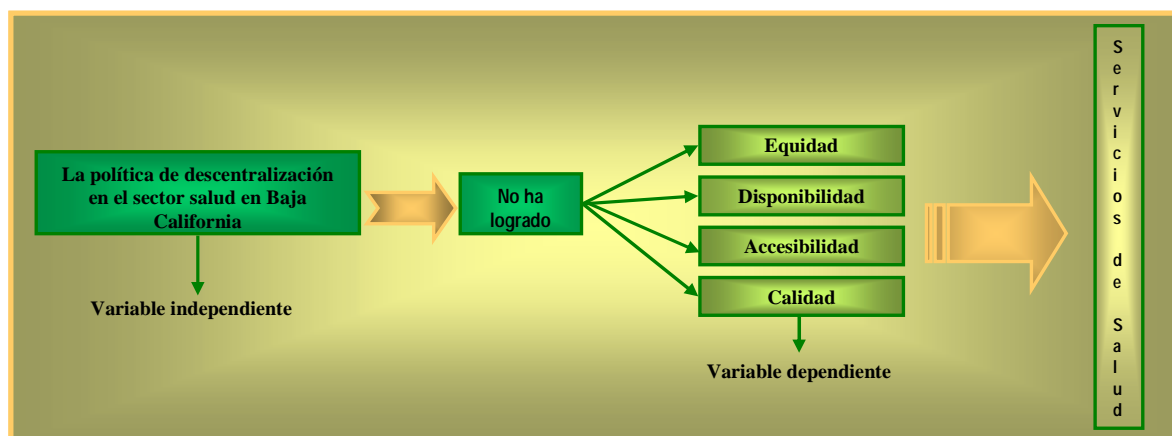 La política de descentralización
en el sector salud en Baja
California
Variable independiente
No ha
logrado
Equidad
Disponibilidad
Accesibilidad
Calidad
Variable dependiente
Servicios de Salud